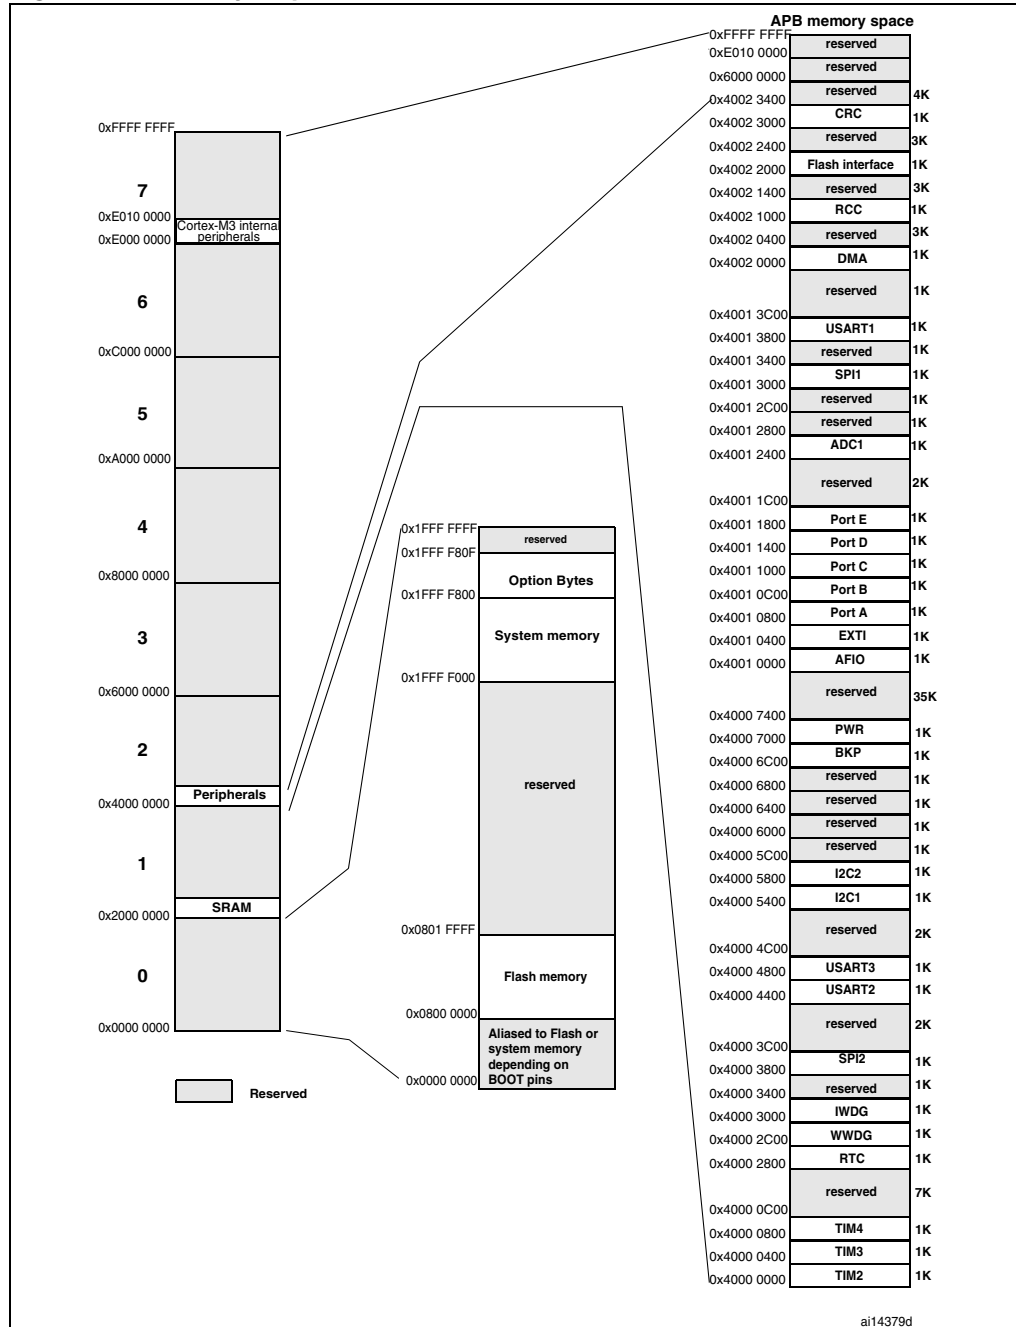 APB memory space
0xFFFF FFFF
reserved
0xE010 0000
reserved
0x6000 0000
reserved
4K
0x4002 3400
CRC
1K
0x4002 3000
reserved
3K
0x4002 2400
Flash interface
1K
0x4002 2000
reserved
3K
0x4002 1400
RCC
1K
0x4002 1000
reserved
3K
0x4002 0400
DMA
1K
0x4002 0000
reserved
1K
0x4001 3C00
USART1
1K
0x4001 3800
reserved
1K
0x4001 3400
SPI1
1K
0x4001 3000
reserved
1K
0x4001 2C00
reserved
1K
0x4001 2800
ADC1
1K
0x4001 2400
reserved
2K
0x4001 1C00
Port E
1K
0x4001 1800
Port D
1K
0x4001 1400
Port C
1K
0x4001 1000
Port B
1K
0x4001 0C00
Port A
1K
0x4001 0800
EXTI
1K
0x4001 0400
AFIO
1K
0x4001 0000
reserved
35K
0x4000 7400
PWR
1K
0x4000 7000
BKP
1K
0x4000 6C00
reserved
1K
0x4000 6800
reserved
1K
0x4000 6400
reserved
1K
0x4000 6000
reserved
1K
0x4000 5C00
I2C2
1K
0x4000 5800
I2C1
1K
0x4000 5400
reserved
2K
0x4000 4C00
USART3
1K
0x4000 4800
USART2
1K
0x4000 4400
reserved
2K
0x4000 3C00
SPI2
1K
0x4000 3800
reserved
1K
0x4000 3400
IWDG
1K
0x4000 3000
WWDG
1K
0x4000 2C00
RTC
1K
0x4000 2800
reserved
7K
0x4000 0C00
TIM4
1K
0x4000 0800
TIM3
1K
0x4000 0400
TIM2
1K
0x4000 0000
0xFFFF FFFF
7
0xE010 0000
Cortex-M3 internal
peripherals
0xE000 0000
6
0xC000 0000
5
0xA000 0000
4
0x8000 0000
3
0x6000 0000
2
Peripherals
0x4000 0000
1
SRAM
0x2000 0000
0
0x0000 0000
Reserved
0x1FFF FFFF
reserved
0x1FFF F80F
Option Bytes
0x1FFF F800
System memory
0x1FFF F000
reserved
0x0801 FFFF
Flash memory
0x0800 0000
Aliased to Flash or
system memory
depending on
BOOT pins
0x0000 0000
ai14379d